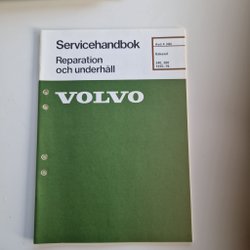 Servicehandbok
Reparation
och underhåll
VOLVO